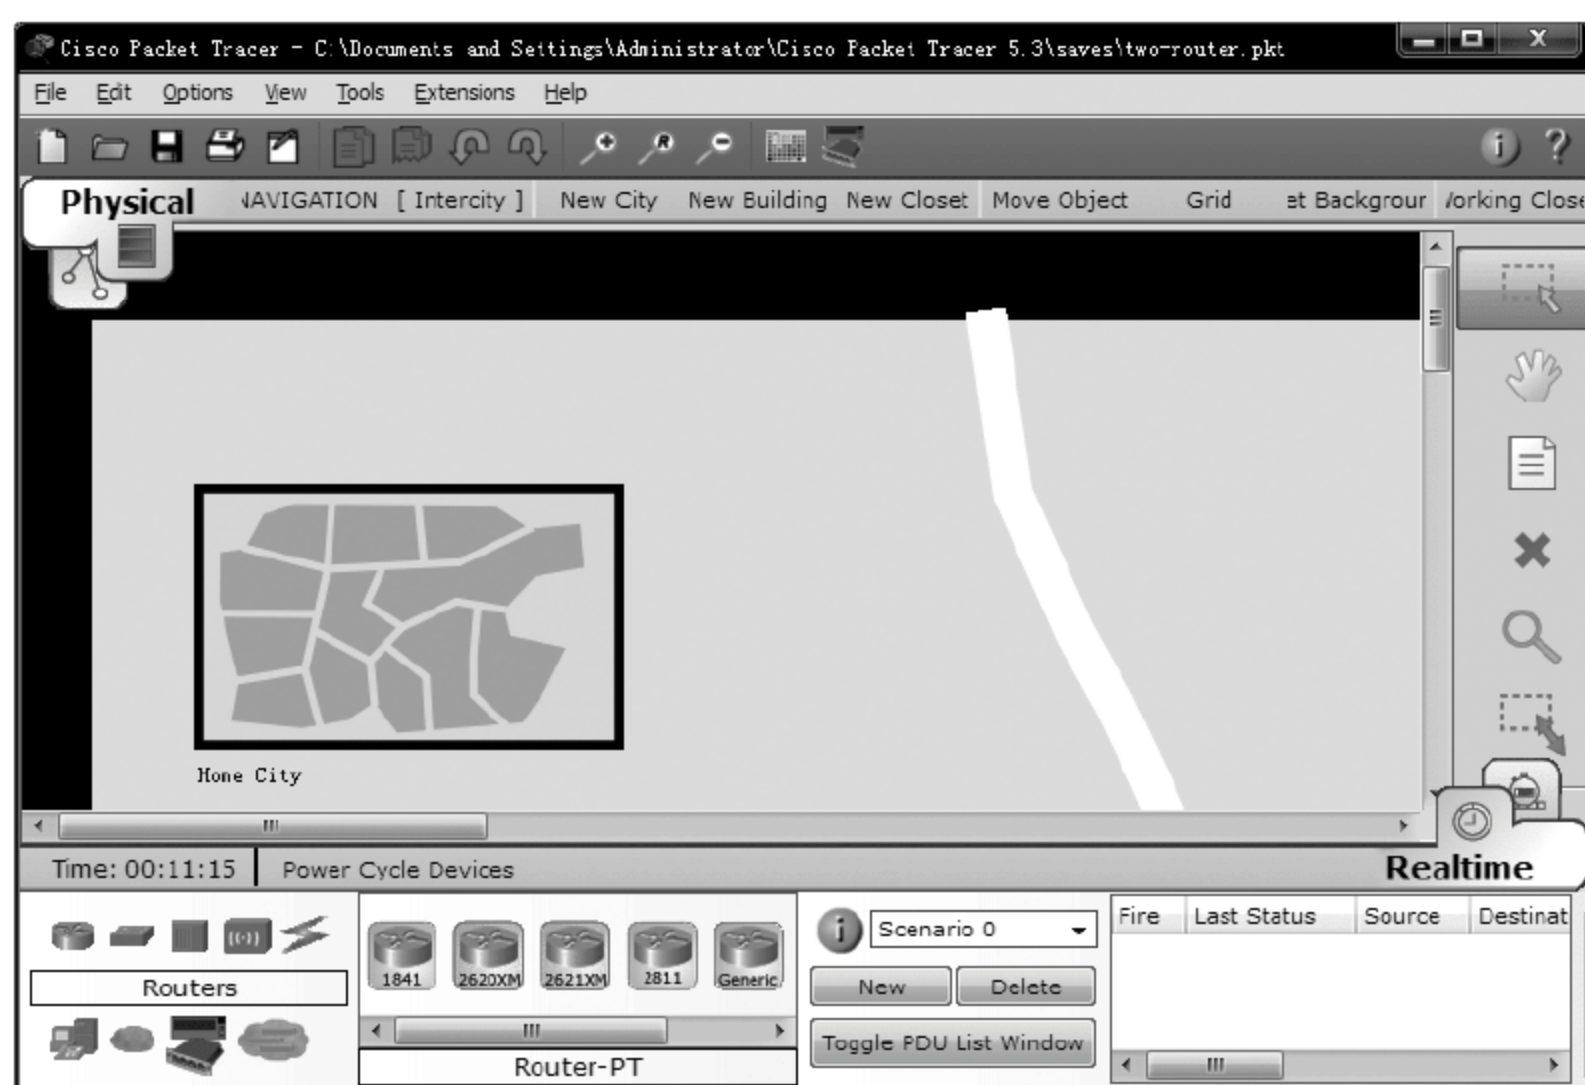 Cisco Packet Tracer - C:\Documents and Settings\Administrator\Cisco Packet Tracer 5.3\saves\two-router.pkt
File Edit Options View Tools Extensions Help
Physical NAVIGATION [ Intercity ] New City New Building New Closet Move Object Grid et Backgrour Vorking Close
Home City
Time: 00:11:15 Power Cycle Devices Realtime
Fire Last Status Source Destinat
Scenario 0
1841 2620XM 2621XM 2811 Generic
Routers
New Delete
Toggle PDU List Window
Router-PT